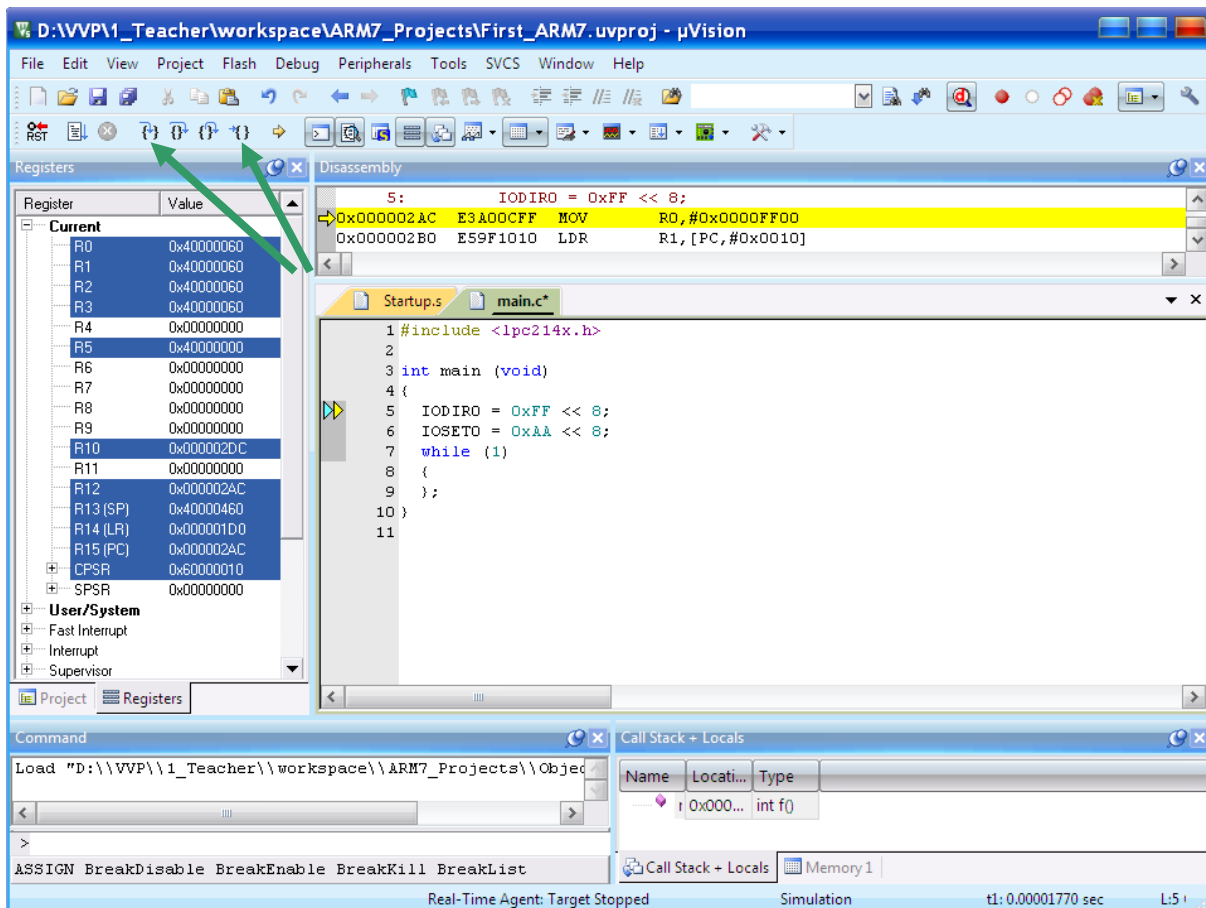 D:\VVP\1_Teacher\workspace\ARM7_Projects\First_ARM7.uvproj - µVision
File Edit View Project Flash Debug Peripherals Tools SVCS Window Help
RST
Registers
Register Value
Current
R0 0x40000060
R1 0x40000060
R2 0x40000060
R3 0x40000060
R4 0x00000000
R5 0x40000000
R6 0x00000000
R7 0x00000000
R8 0x00000000
R9 0x00000000
R10 0x000002DC
R11 0x00000000
R12 0x000002AC
R13 (SP) 0x40000460
R14 (LR) 0x000001D0
R15 (PC) 0x000002AC
CPSR 0x60000010
SPSR 0x00000000
User/System
Fast Interrupt
Interrupt
Supervisor
Project Registers
Disassembly
5: IODIR0 = 0xFF << 8;
0x000002AC E3A00CFF MOV R0,#0x0000FF00
0x000002B0 E59F1010 LDR R1,[PC,#0x0010]
Startup.s main.c*
1 #include <lpc214x.h>
2
3 int main (void)
4 {
5 IODIR0 = 0xFF << 8;
6 IOSET0 = 0xAA << 8;
7 while (1)
8 {
9 };
10 }
11
Command
Load "D:\\VVP\\1_Teacher\\workspace\\ARM7_Projects\\Objec
>
ASSIGN BreakDisable BreakEnable BreakKill BreakList
Call Stack + Locals
Name Locati... Type
0x000... int f()
Call Stack + Locals Memory 1
Real-Time Agent: Target Stopped Simulation t1: 0.00001770 sec L:5